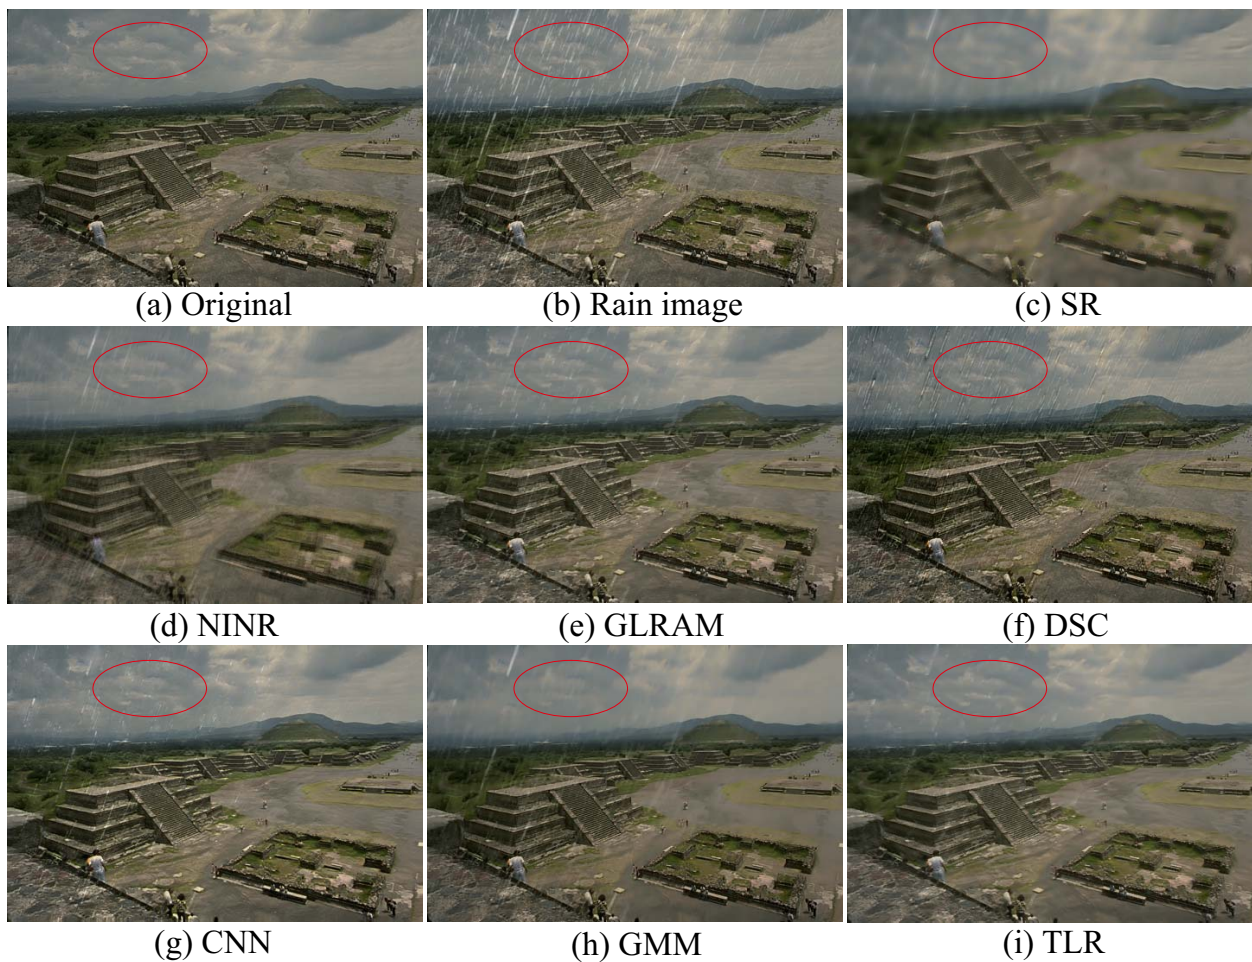 (a) Original
(b) Rain image
(c) SR
(d) NINR
(e) GLRAM
(f) DSC
(g) CNN
(h) GMM
(i) TLR